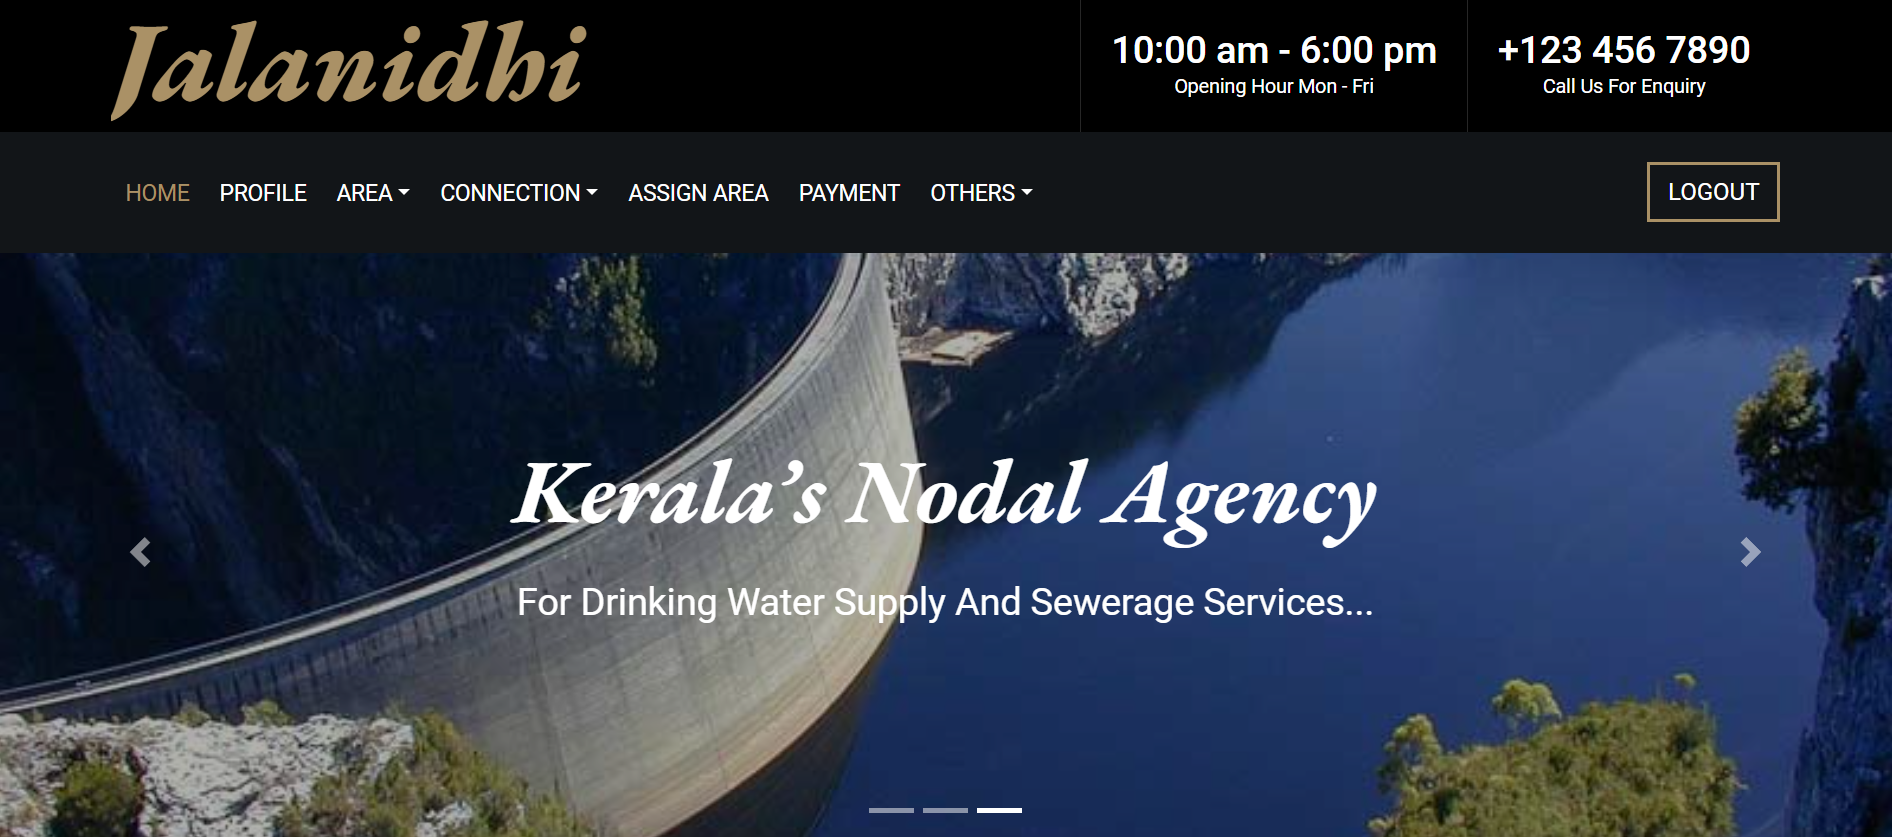 Jalanidhi
10:00 am - 6:00 pm
Opening Hour Mon - Fri
+123 456 7890
Call Us For Enquiry
HOME PROFILE AREA CONNECTION ASSIGN AREA PAYMENT OTHERS LOGOUT
Kerala’s Nodal Agency
For Drinking Water Supply And Sewerage Services...